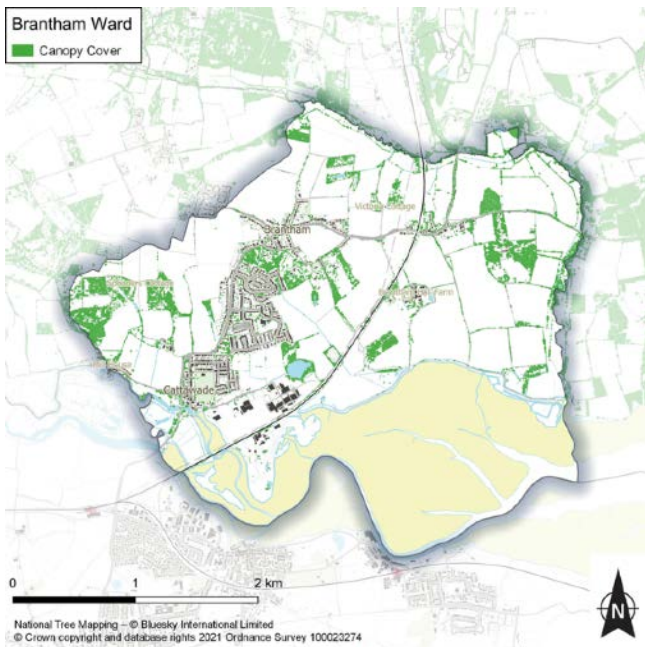 Brantham Ward
Canopy Cover
Brantham
Cattawade
0 1 2 km
N
National Tree Mapping – © Bluesky International Limited
© Crown copyright and database rights 2021 Ordnance Survey 100023274